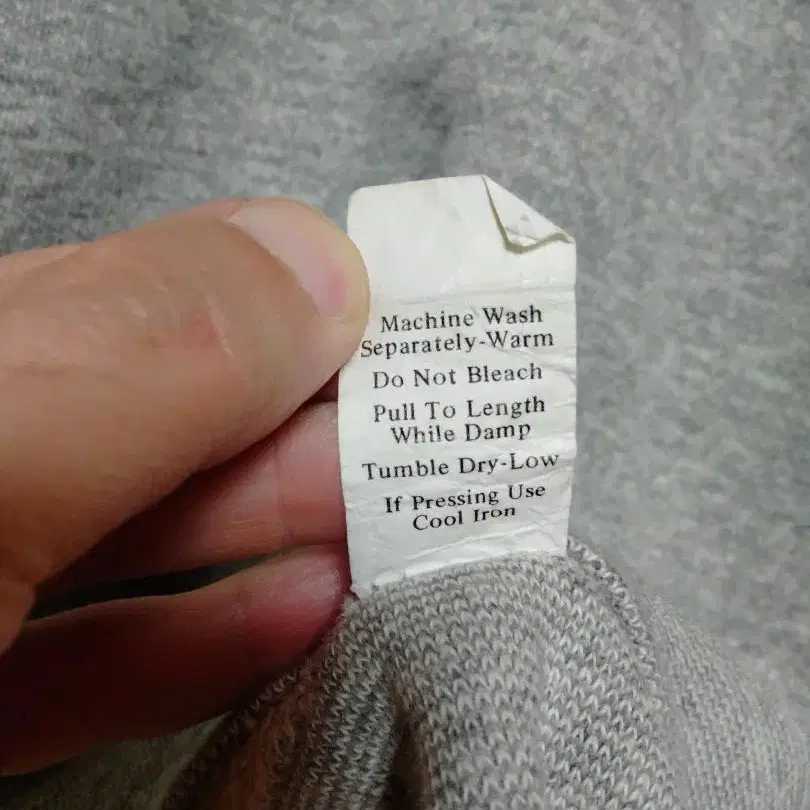 Machine Wash
Separately-Warm
Do Not Bleach
Pull To Length
While Damp
Tumble Dry-Low
If Pressing Use
Cool Iron